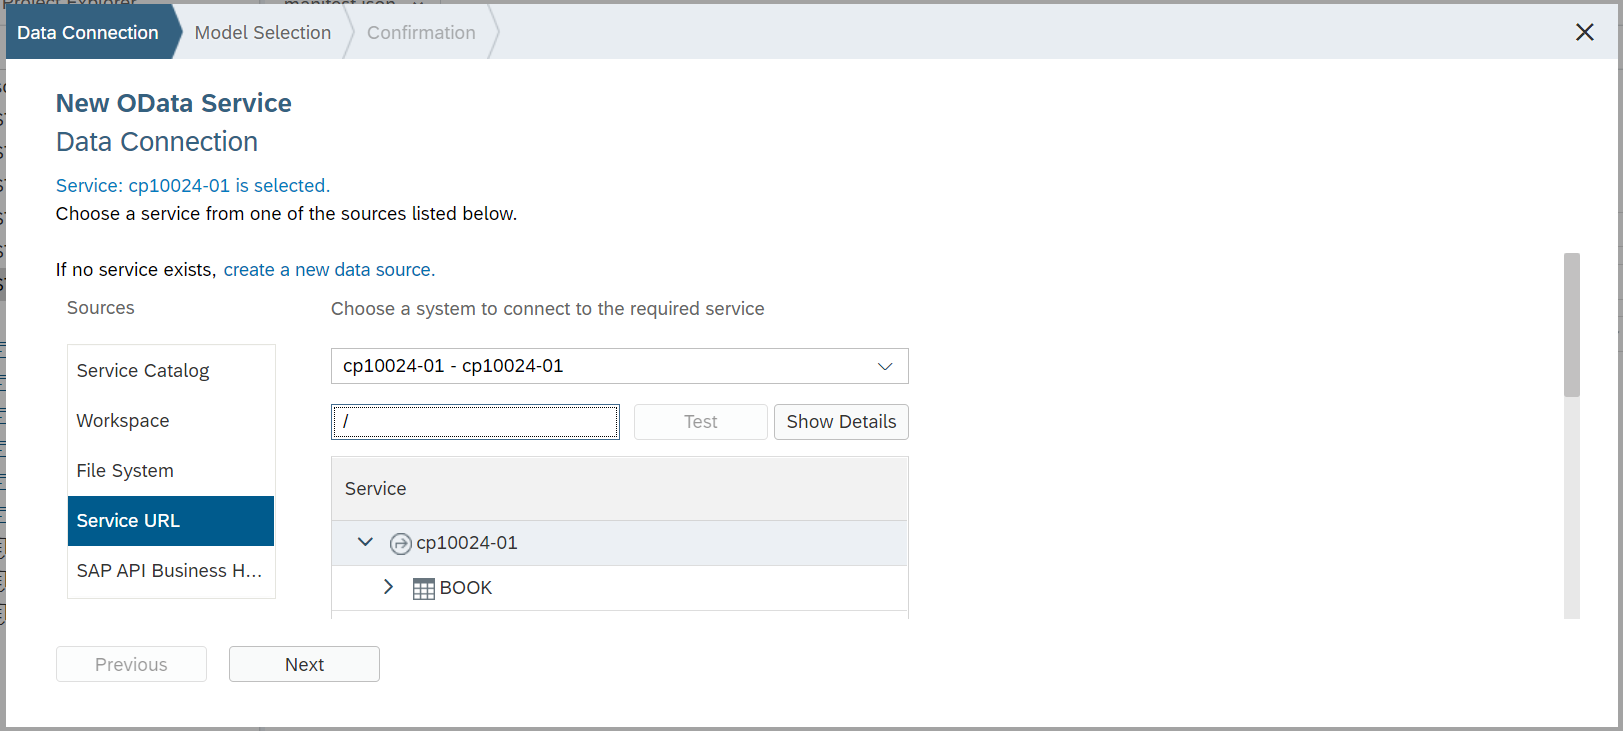 Data Connection
Model Selection
Confirmation
New OData Service
Data Connection
Service: cp10024-01 is selected.
Choose a service from one of the sources listed below.
If no service exists, create a new data source.
Sources
Choose a system to connect to the required service
Service Catalog
Workspace
File System
Service URL
SAP API Business H...
cp10024-01 - cp10024-01
/
Test
Show Details
Service
cp10024-01
BOOK
Previous
Next